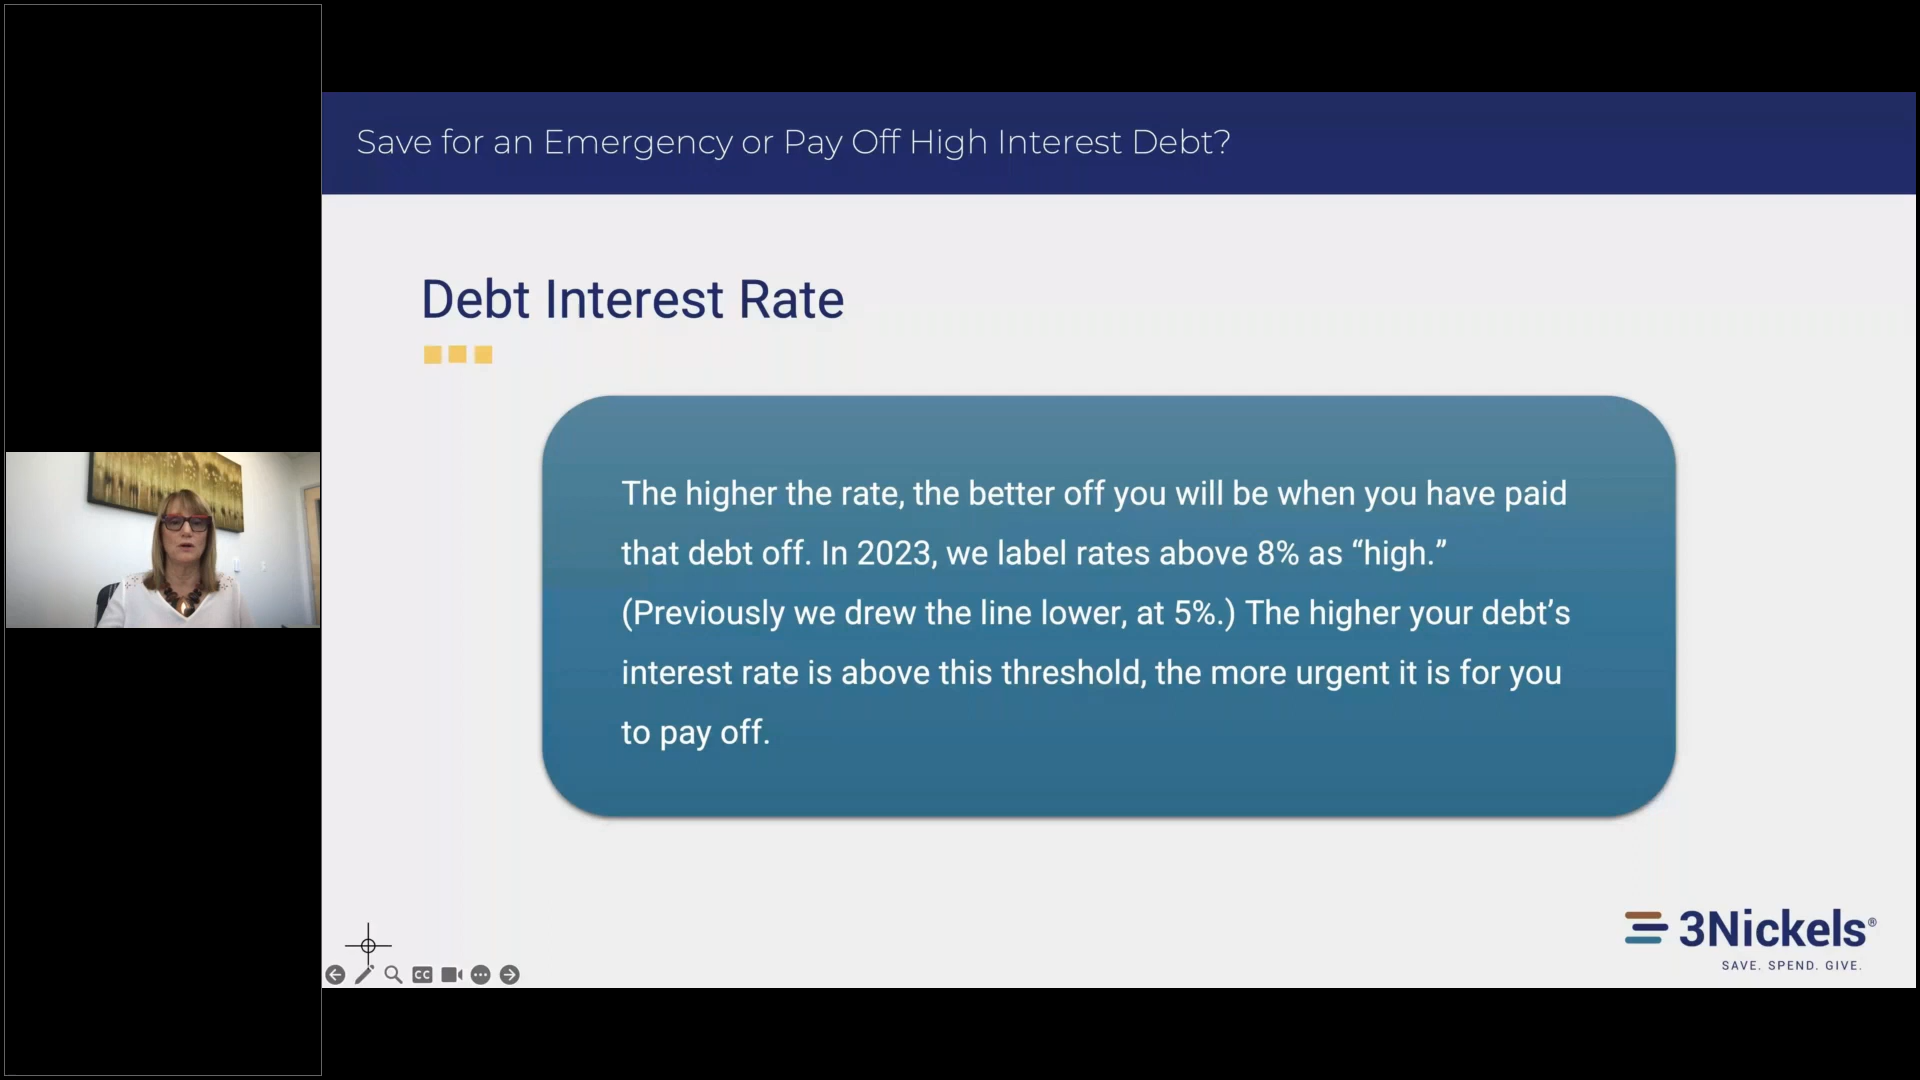 Save for an Emergency or Pay Off High Interest Debt?
Debt Interest Rate
The higher the rate, the better off you will be when you have paid
that debt off. In 2023, we label rates above 8% as “high.”
(Previously we drew the line lower, at 5%.) The higher your debt’s
interest rate is above this threshold, the more urgent it is for you
to pay off.
3Nickels®
SAVE. SPEND. GIVE.
CC